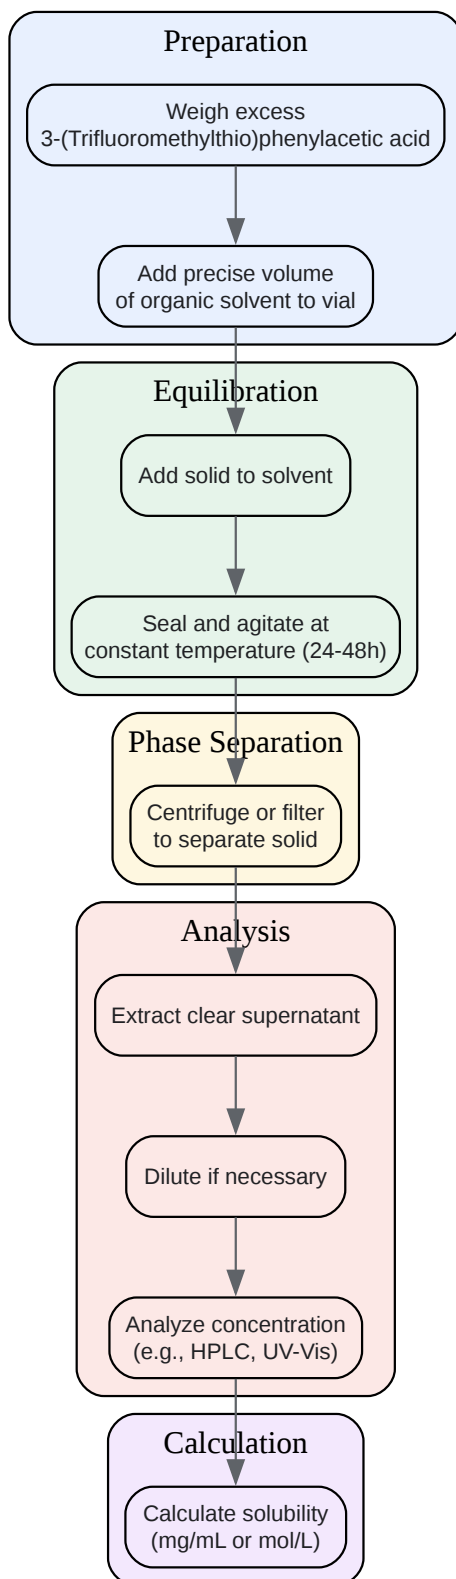 Preparation
Weigh excess
3-(Trifluoromethylthio)phenylacetic acid
Add precise volume
of organic solvent to vial
Equilibration
Add solid to solvent
Seal and agitate at
constant temperature (24-48h)
Phase Separation
Centrifuge or filter
to separate solid
Analysis
Extract clear supernatant
Dilute if necessary
Analyze concentration
(e.g., HPLC, UV-Vis)
Calculation
Calculate solubility
(mg/mL or mol/L)